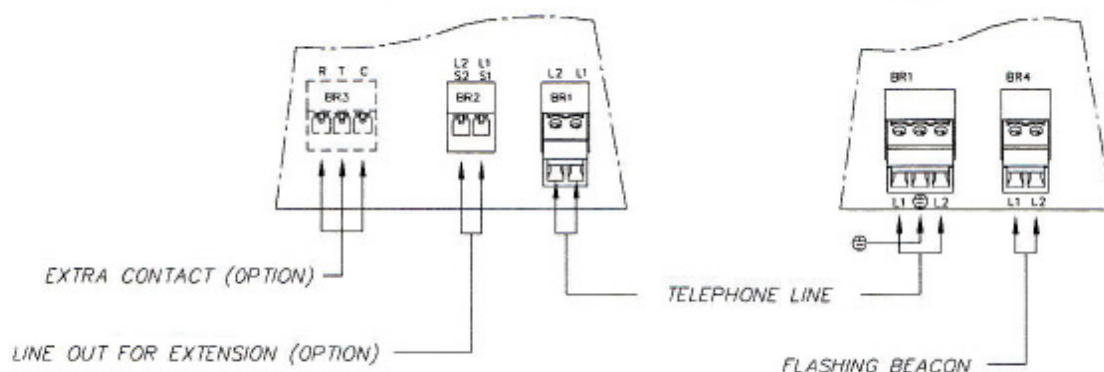 R T C
BR3
L2 L1
S2 S1
BR2
L2 L1
BR1
BR1
BR4
L1 L2
L1 L2
EXTRA CONTACT (OPTION)
TELEPHONE LINE
LINE OUT FOR EXTENSION (OPTION)
FLASHING BEACON